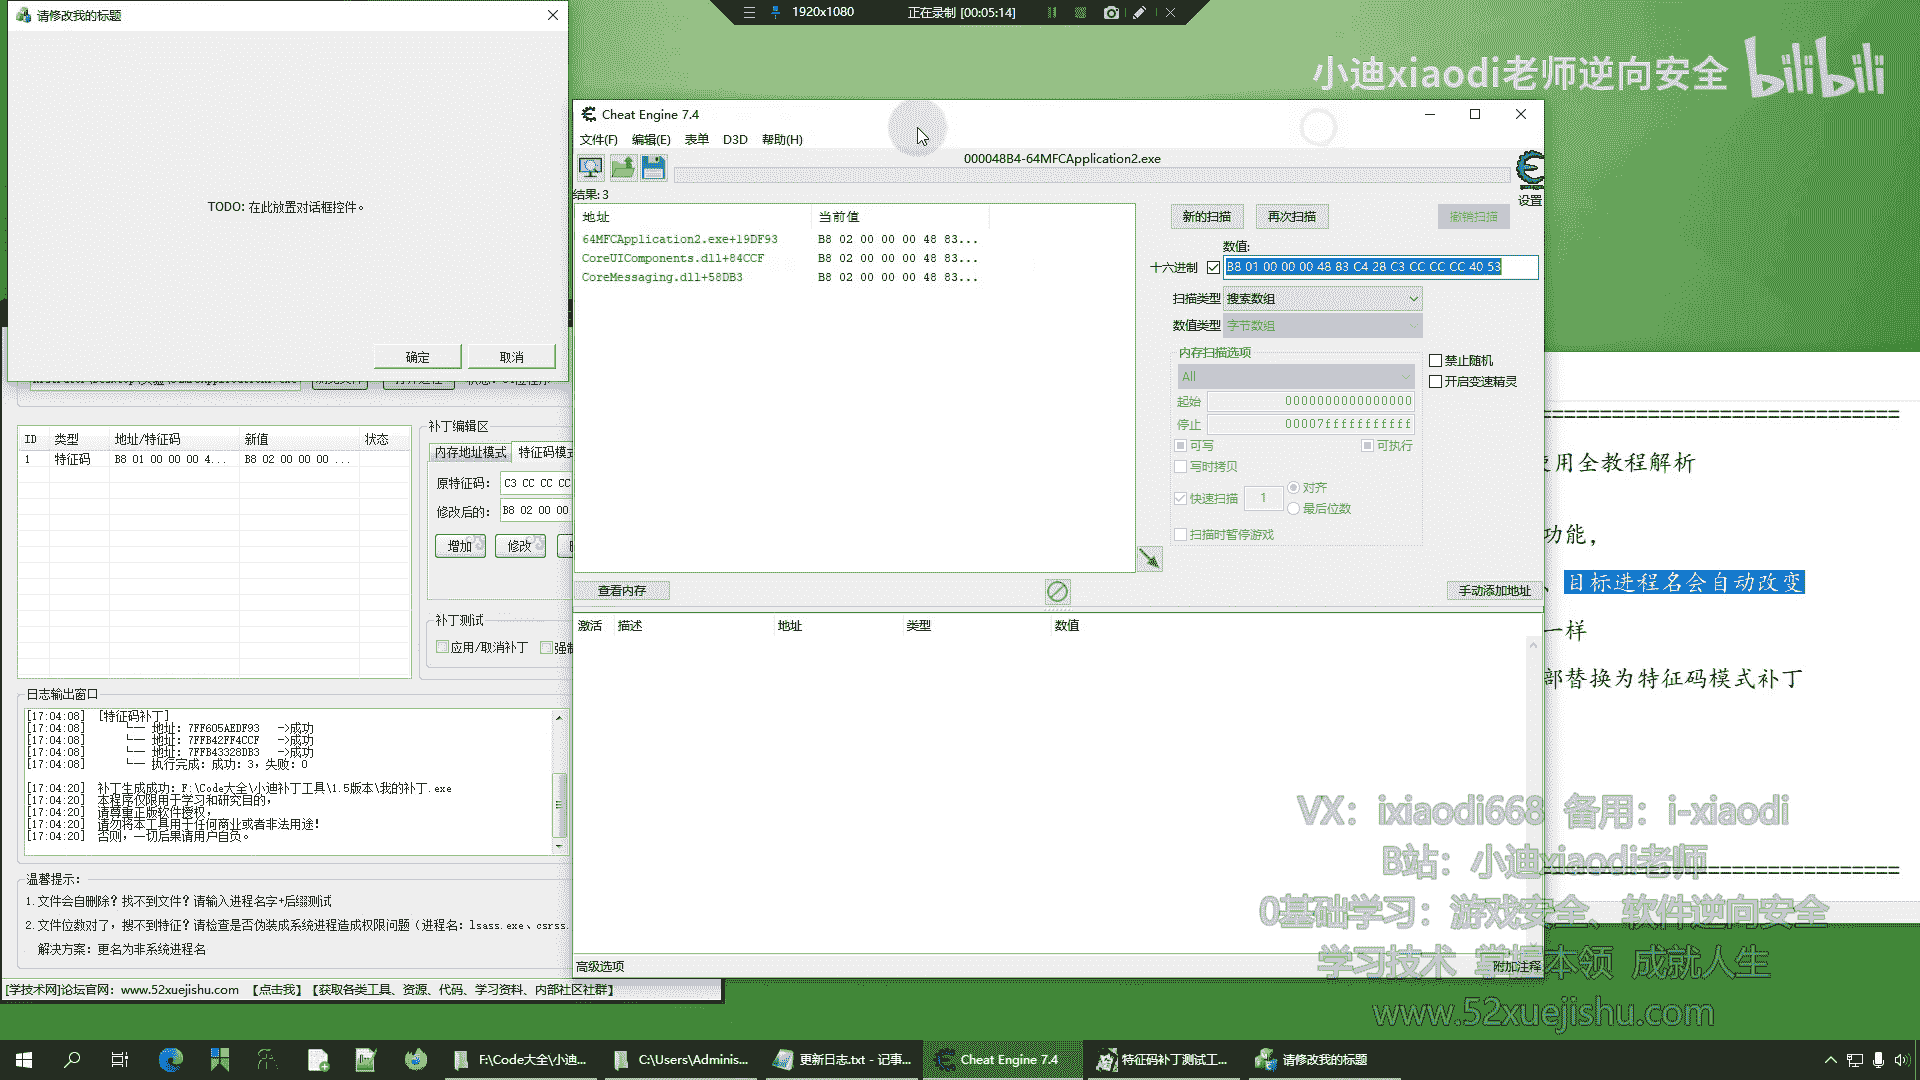 请修改我的标题
TODO: 在此放置对话框控件。
确定
取消
1920x1080
正在录制 [00:05:14]
小迪xiaodi老师逆向安全
bilibili
Cheat Engine 7.4
文件(F)
编辑(E)
表单
D3D
帮助(H)
000048B4-64MFCApplication2.exe
设置
结果: 3
地址
当前值
64MFCApplication2.exe+19DF93
B8 02 00 00 00 48 83...
CoreUIComponents.dll+84CCF
B8 02 00 00 00 48 83...
CoreMessaging.dll+58DB3
B8 02 00 00 00 48 83...
新的扫描
再次扫描
撤销扫描
数值:
十六进制
B8 01 00 00 00 48 83 C4 28 C3 CC CC CC CC 40 53
扫描类型
搜索数组
数值类型
字节数组
内存扫描选项
All
起始
0000000000000000
停止
00007fffffffffff
可写
可执行
写时拷贝
快速扫描
1
对齐
最后位数
扫描时暂停游戏
禁止随机
开启变速精灵
查看内存
手动添加地址
激活
描述
地址
类型
数值
高级选项
附加注释
ID
类型
地址/特征码
新值
状态
1
特征码
B8 01 00 00 00 4...
B8 02 00 00 00 ...
补丁编辑区
内存地址模式
特征码模式
原特征码:
C3 CC CC CC
修改后的:
B8 02 00 00
增加
修改
补丁测试
应用/取消补丁
强制
日志输出窗口
[17:04:08] [特征码补丁]
[17:04:08] └─ 地址: 7FF605AEDF93 ->成功
[17:04:08] └─ 地址: 7FFB42FF4CCF ->成功
[17:04:08] └─ 地址: 7FFB43328DB3 ->成功
[17:04:08] └─ 执行完成: 成功: 3, 失败: 0
[17:04:20] 补丁生成成功: F:\Code大全\小迪补丁工具\1.5版本\我的补丁.exe
[17:04:20] 本程序仅限用于学习和研究目的,
[17:04:20] 请尊重正版软件授权,
[17:04:20] 请勿将本工具用于任何商业或者非法用途!
[17:04:20] 否则,一切后果请用户自负。
温馨提示:
1.文件会自删除? 找不到文件? 请输入进程名字+后缀测试
2.文件位数对了, 搜不到特征? 请检查是否伪装成系统进程造成权限问题 (进程名: lsass.exe、csrss.
解决方案: 更名为非系统进程名
[学技术网]论坛官网: www.52xuejishu.com 【点击我】【获取各类工具、资源、代码、学习资料、内部社区社群】
使用全教程解析
功能,
、目标进程名会自动改变
一样
部替换为特征码模式补丁
VX: ixiaodi668 备用: i-xiaodi
B站: 小迪xiaodi老师
0基础学习: 游戏安全、软件逆向安全
学习技术 掌握本领 成就人生
www.52xuejishu.com
F:\Code大全\小迪...
C:\Users\Adminis...
更新日志.txt - 记事...
Cheat Engine 7.4
特征码补丁测试工...
请修改我的标题